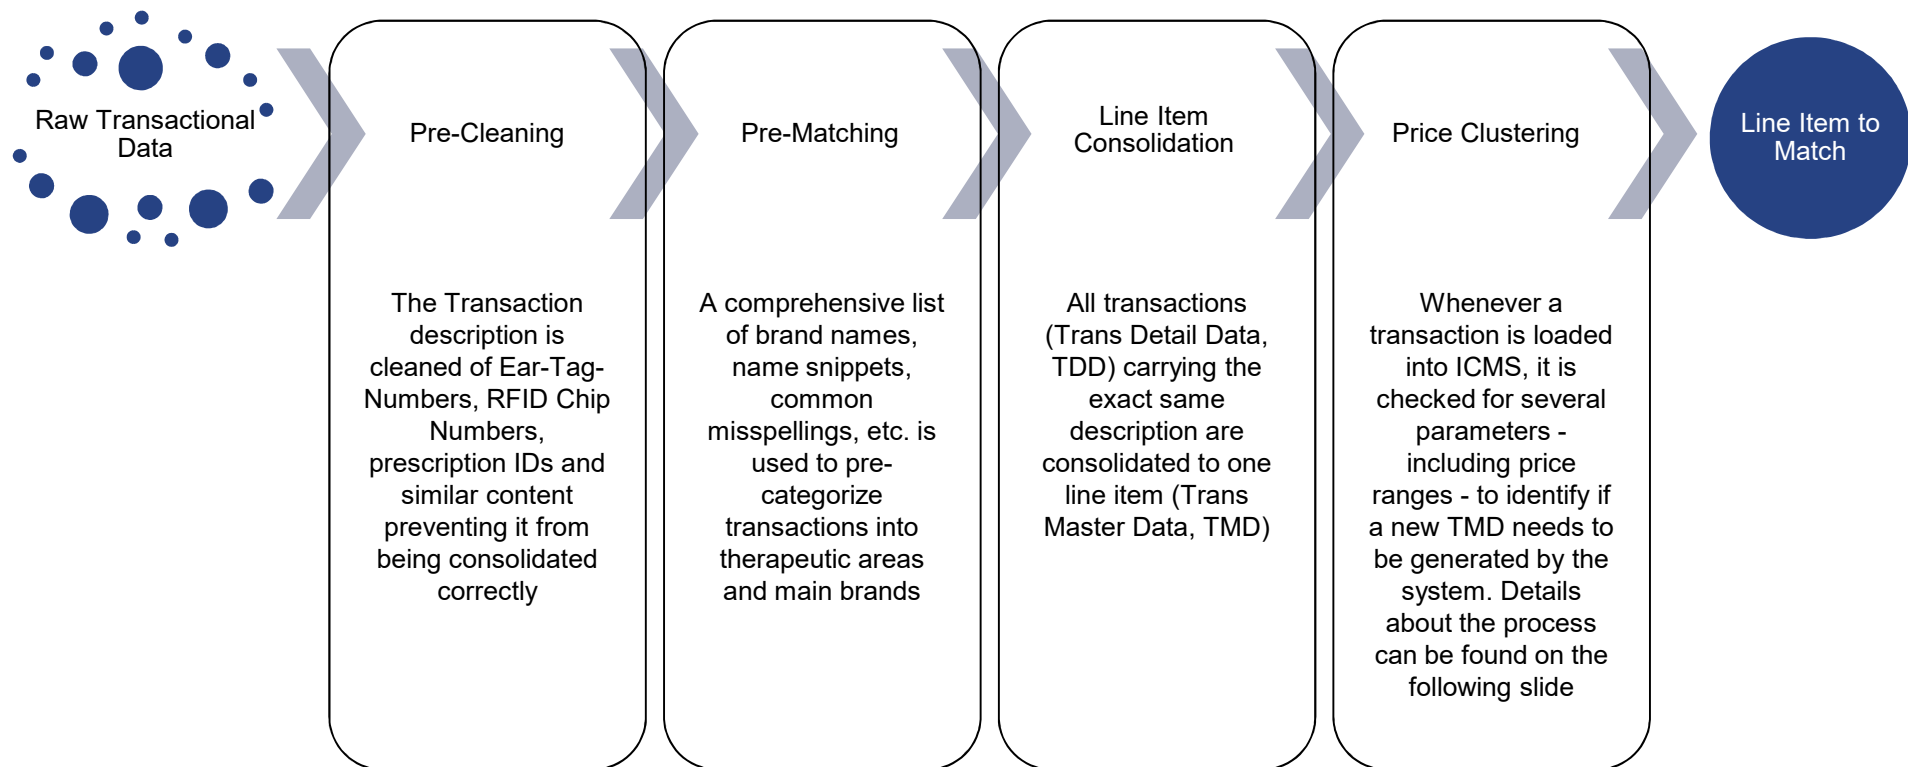 Raw Transactional
Data
Pre-Cleaning
The Transaction
description is
cleaned of Ear-Tag-
Numbers, RFID Chip
Numbers,
prescription IDs and
similar content
preventing it from
being consolidated
correctly
Pre-Matching
A comprehensive list
of brand names,
name snippets,
common
misspellings, etc. is
used to pre-
categorize
transactions into
therapeutic areas
and main brands
Line Item
Consolidation
All transactions
(Trans Detail Data,
TDD) carrying the
exact same
description are
consolidated to one
line item (Trans
Master Data, TMD)
Price Clustering
Whenever a
transaction is loaded
into ICMS, it is
checked for several
parameters -
including price
ranges - to identify if
a new TMD needs to
be generated by the
system. Details
about the process
can be found on the
following slide
Line Item to
Match